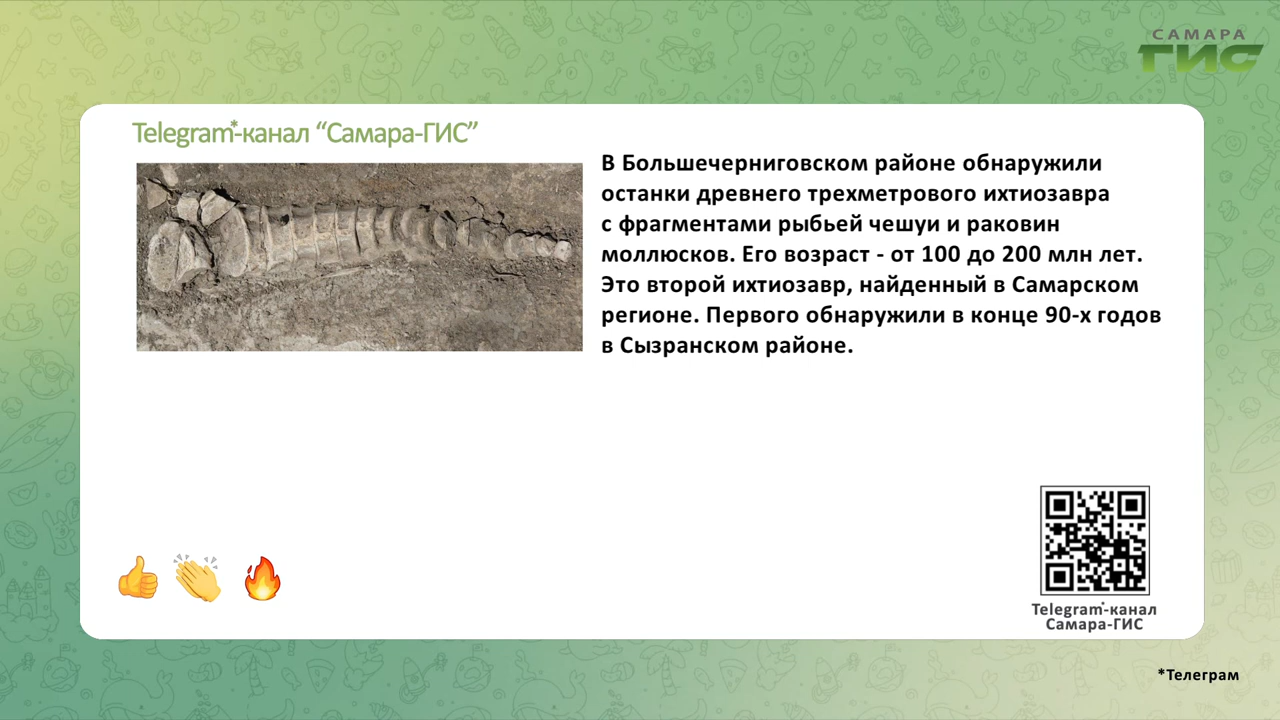 САМАРА
ГИС
Telegram*-канал “Самара-ГИС”
В Большечерниговском районе обнаружили
останки древнего трехметрового ихтиозавра
с фрагментами рыбьей чешуи и раковин
моллюсков. Его возраст - от 100 до 200 млн лет.
Это второй ихтиозавр, найденный в Самарском
регионе. Первого обнаружили в конце 90-х годов
в Сызранском районе.
Telegram*-канал
Самара-ГИС
*Телеграм